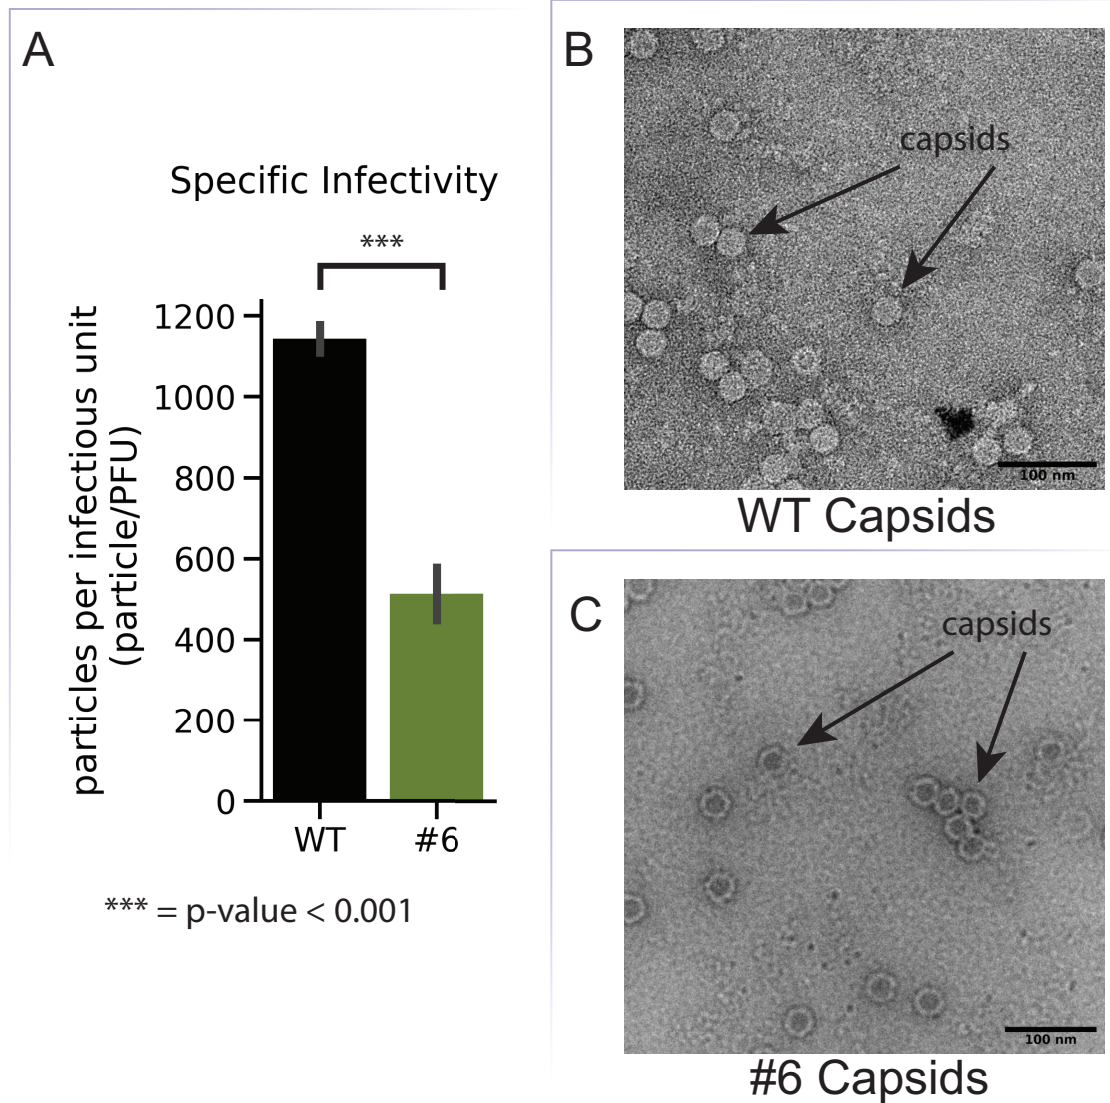 A
Specific Infectivity
***
particles per infectious unit
(particle/PFU)
1200
1000
800
600
400
200
0
WT
#6
*** = p-value < 0.001
B
capsids
100 nm
WT Capsids
C
capsids
100 nm
#6 Capsids